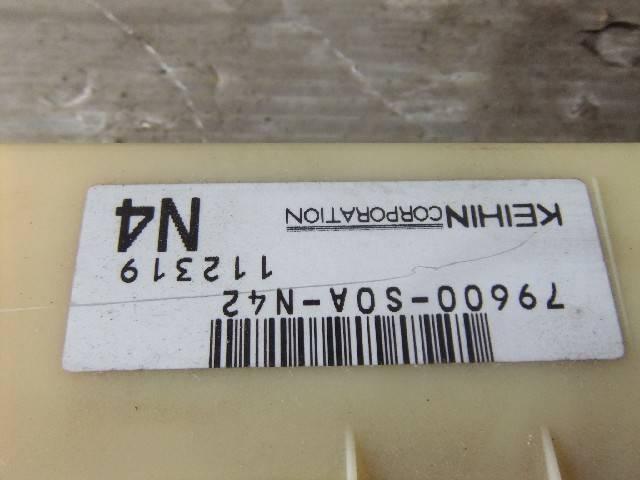 79600-S0A-N42
112319
KEIHIN CORPORATION N4